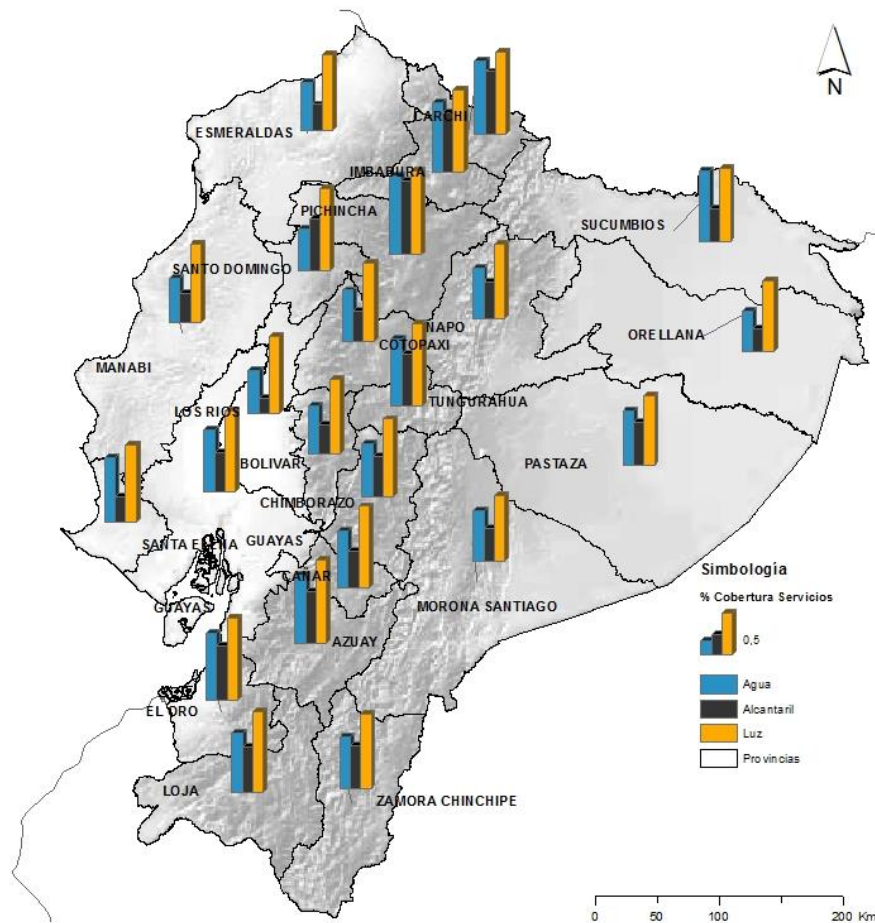 N
CARCHI
ESMERALDAS
IMBABURA
PICHINCHA
SUCUMBIOS
SANTO DOMINGO
NAPO
ORELLANA
COTOPAXI
MANABI
TUNGURAHUA
LOS RIOS
BOLIVAR
PASTAZA
CHIMBORAZO
SANTA ELENA
GUAYAS
CAÑAR
GUAYAS
MORONA SANTIAGO
AZUAY
EL ORO
LOJA
ZAMORA CHINCHIPE
Simbología
% Cobertura Servicios
0,5
Agua
Alcantaril
Luz
Provincias
0 50 100 200 Km